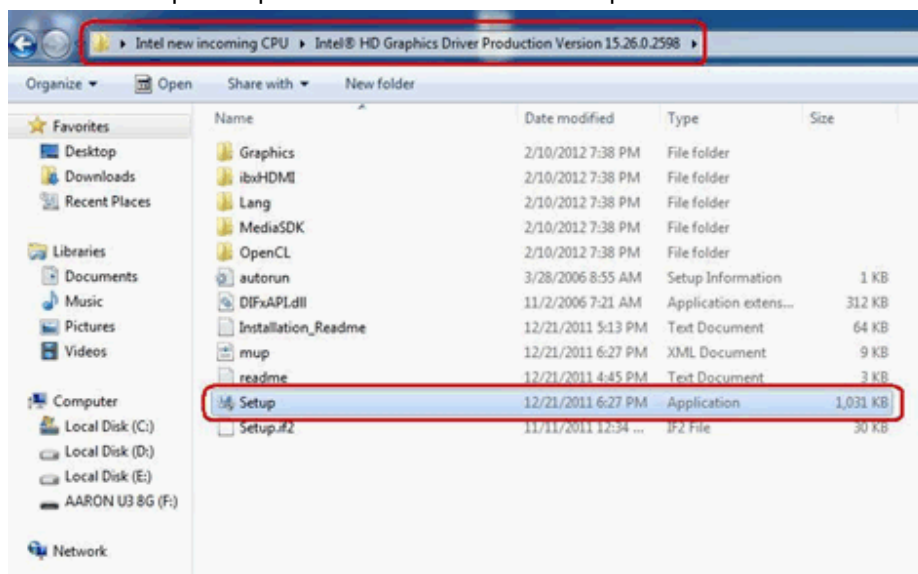 Intel new incoming CPU ▸ Intel® HD Graphics Driver Production Version 15.26.0.2598 ▸
Organize ▾ Open Share with ▾ New folder
Favorites
Desktop
Downloads
Recent Places
Libraries
Documents
Music
Pictures
Videos
Computer
Local Disk (C:)
Local Disk (D:)
Local Disk (E:)
AARON U3 8G (F:)
Network
Name Date modified Type Size
Graphics 2/10/2012 7:38 PM File folder
ibxHDMI 2/10/2012 7:38 PM File folder
Lang 2/10/2012 7:38 PM File folder
MediaSDK 2/10/2012 7:38 PM File folder
OpenCL 2/10/2012 7:38 PM File folder
autorun 3/28/2006 8:55 AM Setup Information 1 KB
DIFxAPI.dll 11/2/2006 7:21 AM Application extens... 312 KB
Installation_Readme 12/21/2011 5:13 PM Text Document 64 KB
mup 12/21/2011 6:27 PM XML Document 9 KB
readme 12/21/2011 4:45 PM Text Document 3 KB
Setup 12/21/2011 6:27 PM Application 1,031 KB
Setup.if2 11/11/2011 12:34 ... IF2 File 30 KB